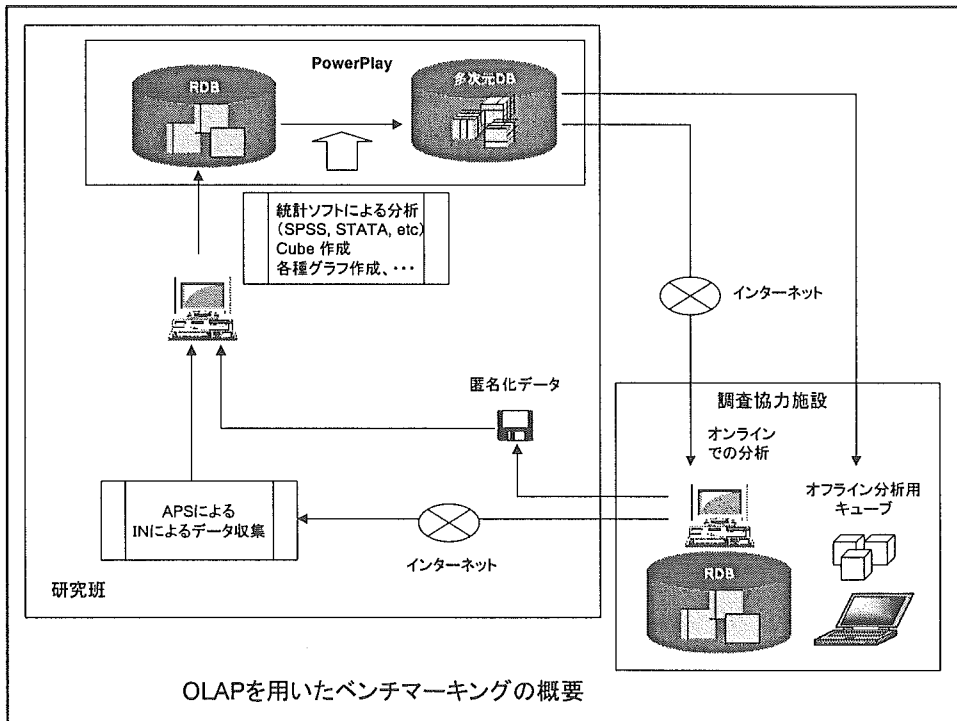 PowerPlay
RDB
多次元DB
統計ソフトによる分析
(SPSS, STATA, etc)
Cube 作成
各種グラフ作成、・・・
インターネット
匿名化データ
調査協力施設
オンライン
での分析
オフライン分析用
キューブ
APSによる
INによるデータ収集
インターネット
RDB
研究班
OLAPを用いたベンチマーキングの概要